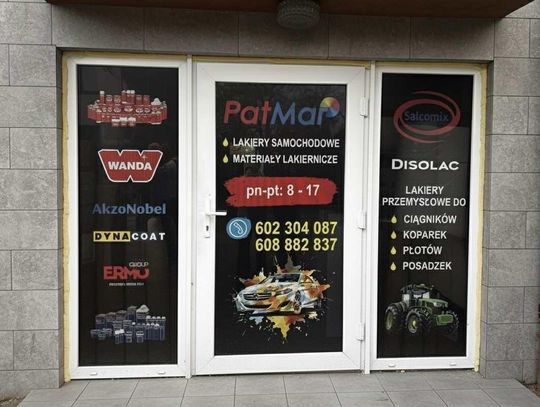 WANDA
AkzoNobel
DYNACOAT
GROUP
ERMO
PatMar
LAKIERY SAMOCHODOWE
MATERIAŁY LAKIERNICZE
pn-pt: 8 - 17
602 304 087
608 882 837
Salcomix
DISOLAC
LAKIERY
PRZEMYSŁOWE DO
CIĄGNIKÓW
KOPAREK
PŁOTÓW
POSADZEK